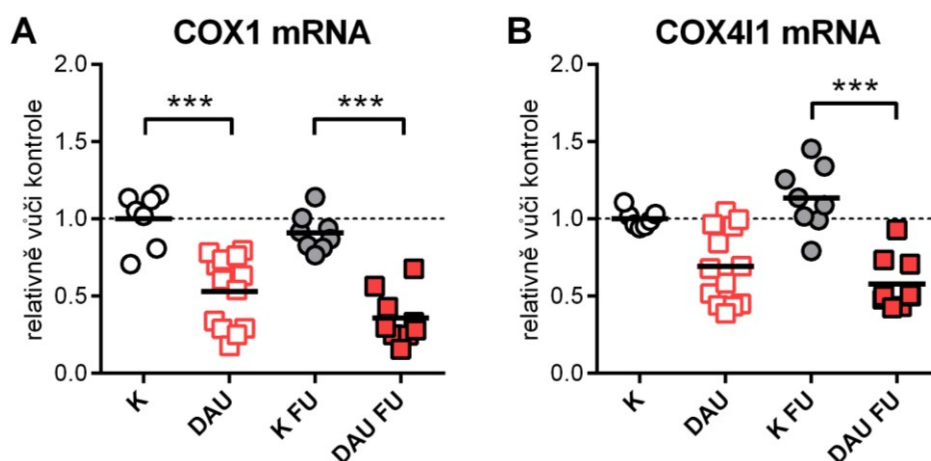 A
COX1 mRNA
relativně vůči kontrole
2.0
1.5
1.0
0.5
0.0
***
***
K
DAU
K FU
DAU FU
B
COX4I1 mRNA
relativně vůči kontrole
2.0
1.5
1.0
0.5
0.0
***
K
DAU
K FU
DAU FU